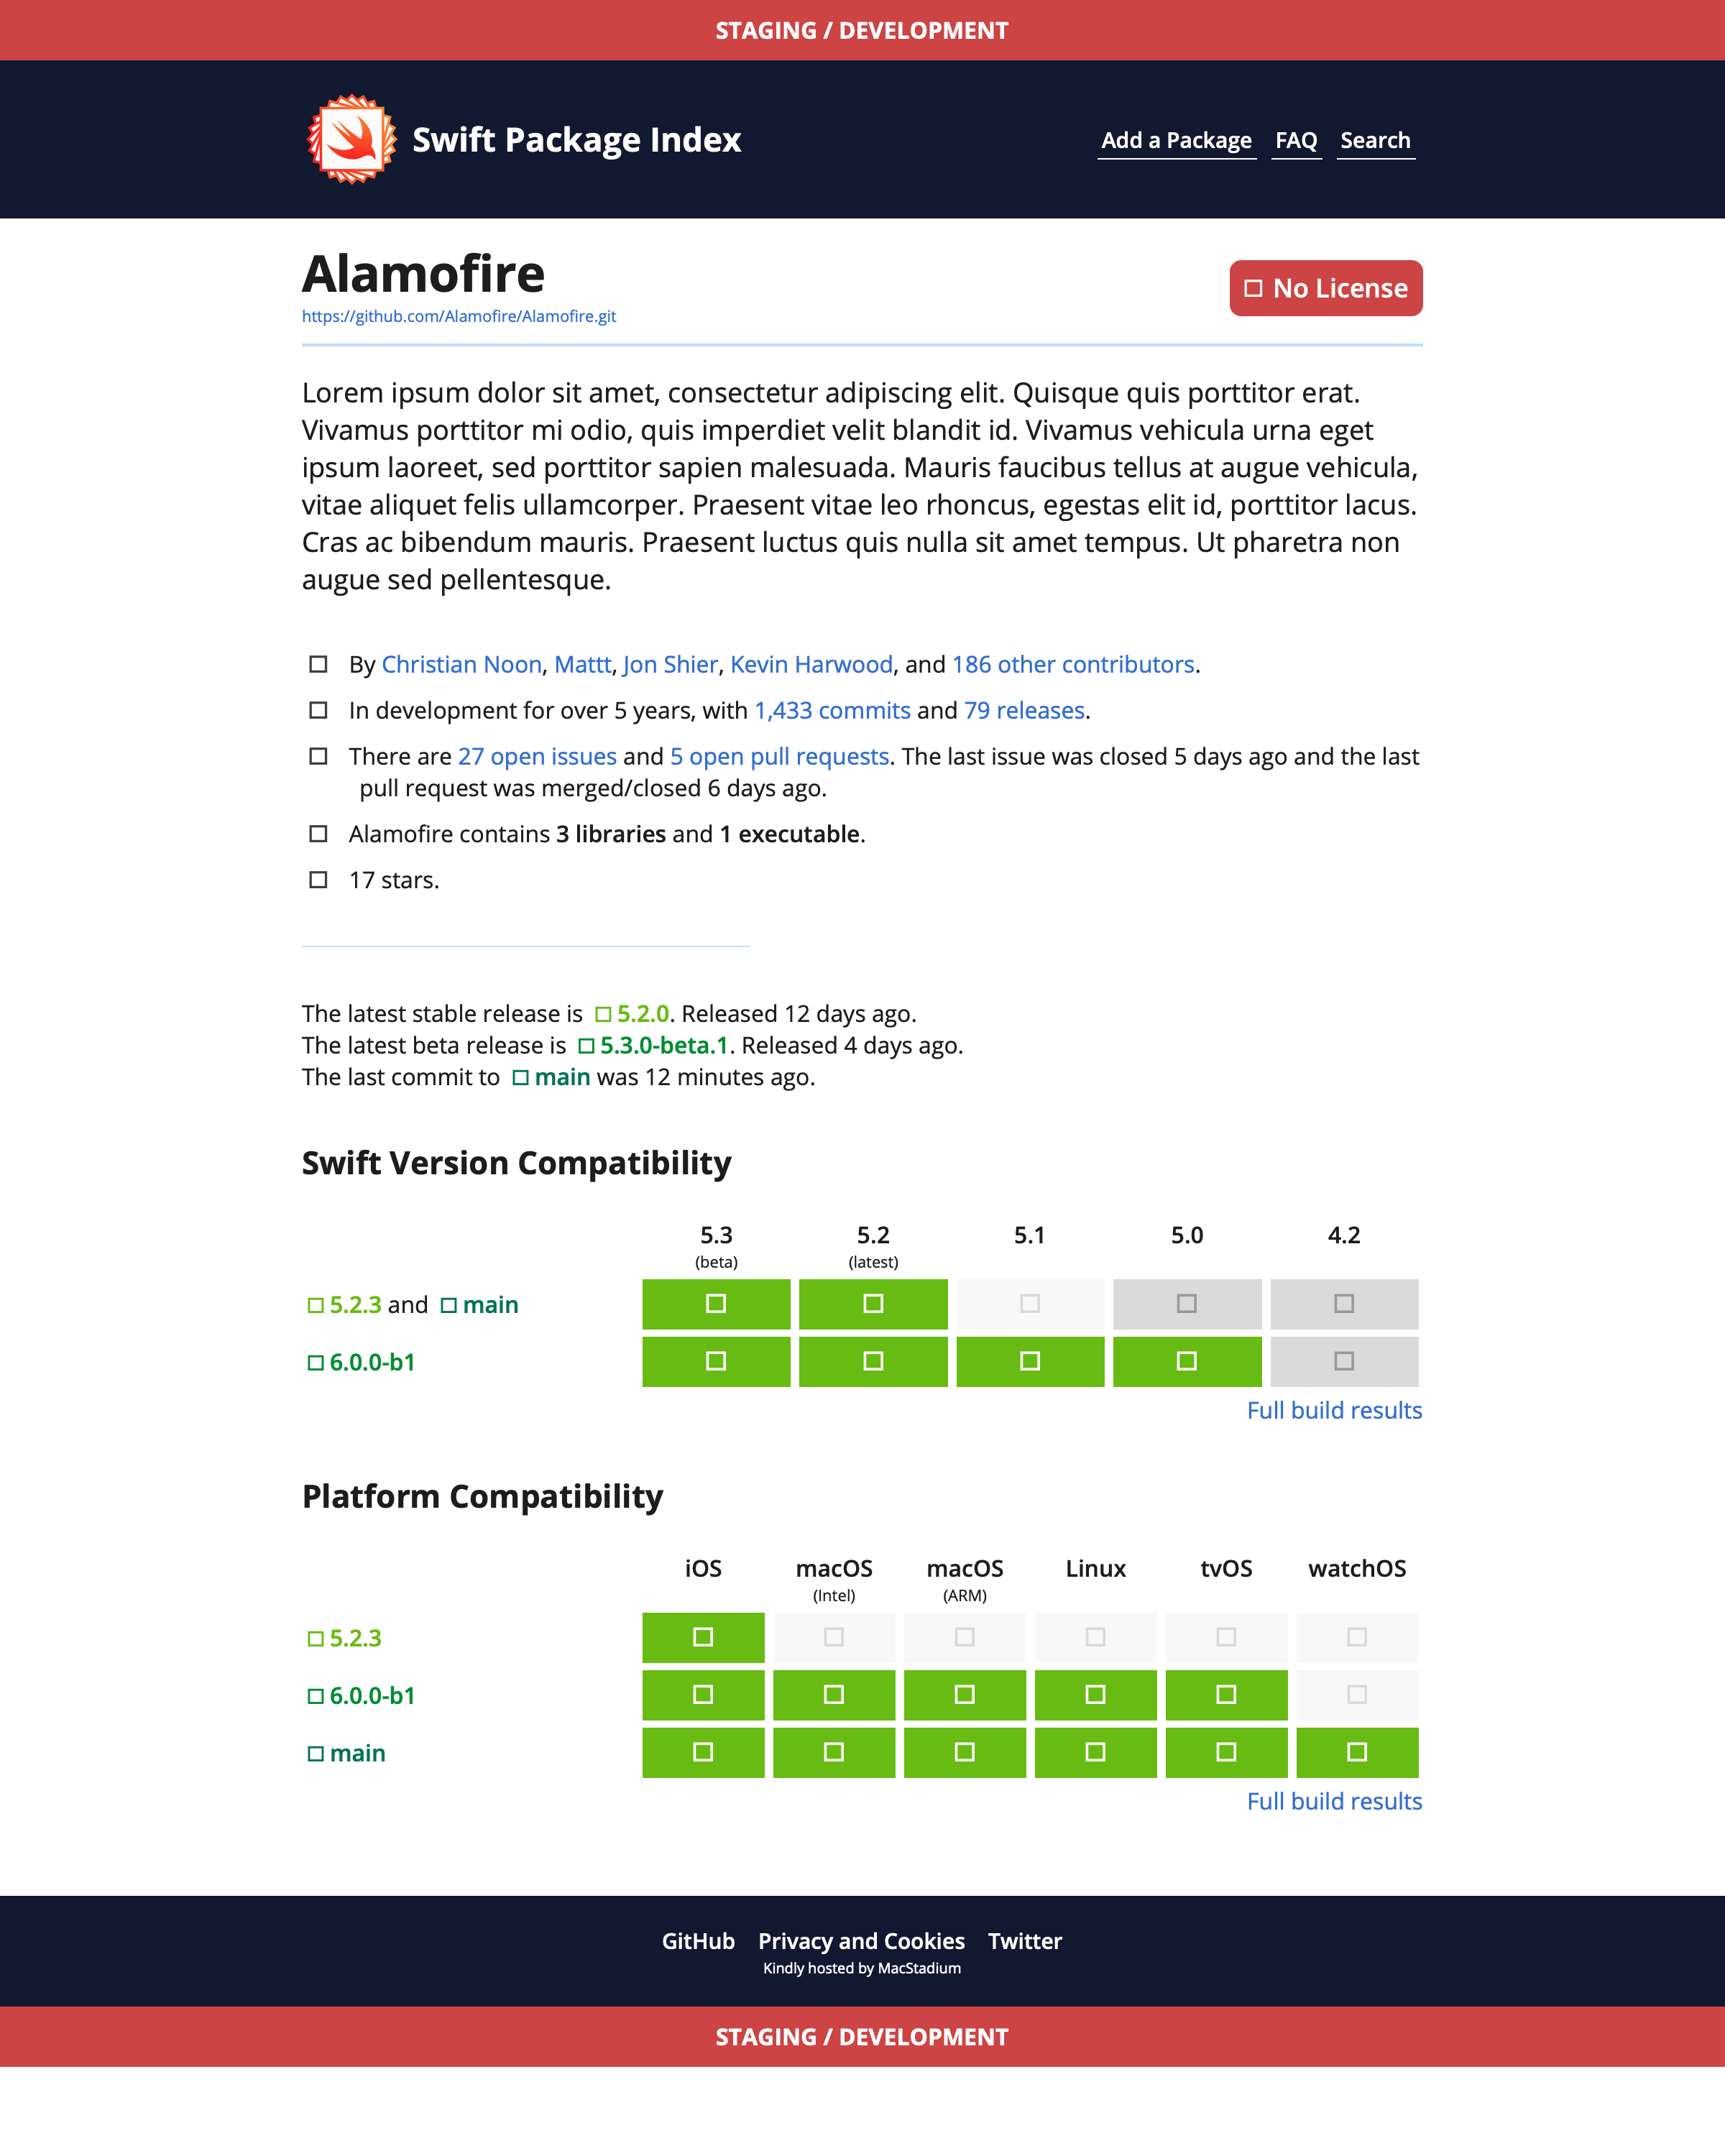 STAGING / DEVELOPMENT
Swift Package Index
Add a Package FAQ Search
Alamofire
No License
https://github.com/Alamofire/Alamofire.git
Lorem ipsum dolor sit amet, consectetur adipiscing elit. Quisque quis porttitor erat.
Vivamus porttitor mi odio, quis imperdiet velit blandit id. Vivamus vehicula urna eget
ipsum laoreet, sed porttitor sapien malesuada. Mauris faucibus tellus at augue vehicula,
vitae aliquet felis ullamcorper. Praesent vitae leo rhoncus, egestas elit id, porttitor lacus.
Cras ac bibendum mauris. Praesent luctus quis nulla sit amet tempus. Ut pharetra non
augue sed pellentesque.
By Christian Noon, Mattt, Jon Shier, Kevin Harwood, and 186 other contributors.
In development for over 5 years, with 1,433 commits and 79 releases.
There are 27 open issues and 5 open pull requests. The last issue was closed 5 days ago and the last
pull request was merged/closed 6 days ago.
Alamofire contains 3 libraries and 1 executable.
17 stars.
The latest stable release is 5.2.0. Released 12 days ago.
The latest beta release is 5.3.0-beta.1. Released 4 days ago.
The last commit to main was 12 minutes ago.
Swift Version Compatibility
5.3 5.2 5.1 5.0 4.2
(beta) (latest)
5.2.3 and main
6.0.0-b1
Full build results
Platform Compatibility
iOS macOS macOS Linux tvOS watchOS
(Intel) (ARM)
5.2.3
6.0.0-b1
main
Full build results
GitHub Privacy and Cookies Twitter
Kindly hosted by MacStadium
STAGING / DEVELOPMENT